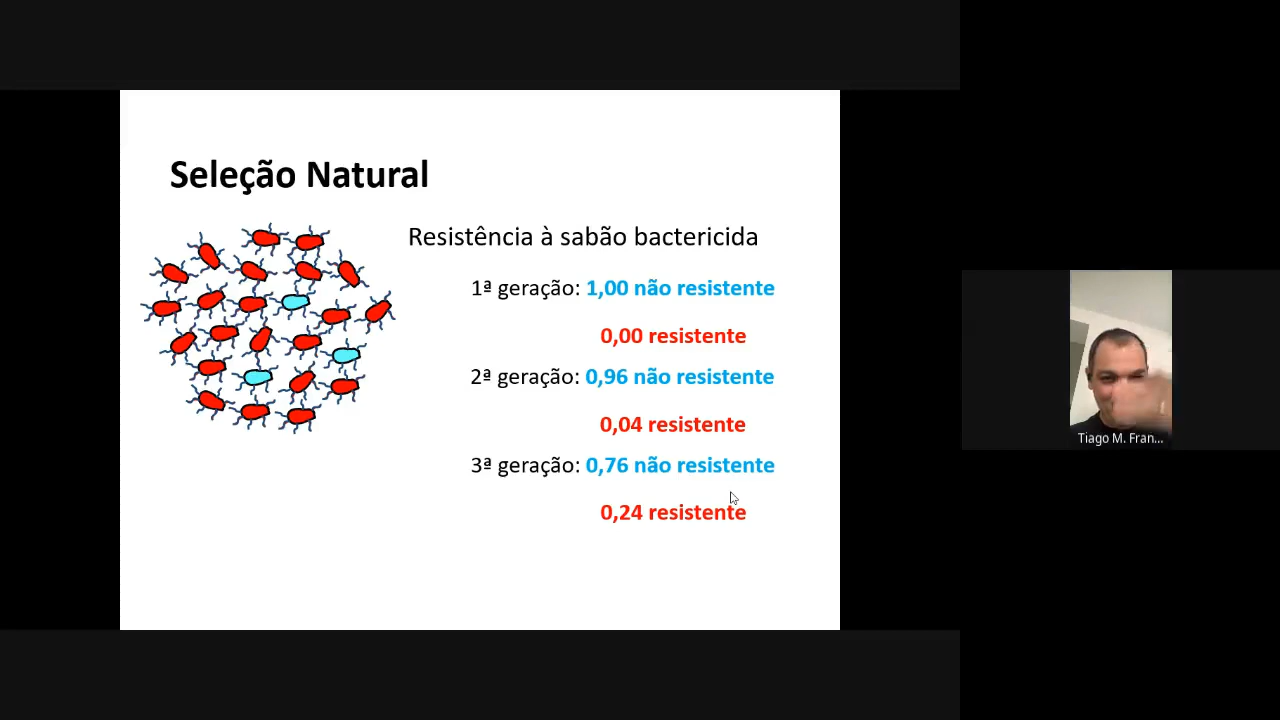 Seleção Natural
Resistência à sabão bactericida
1ª geração: 1,00 não resistente
0,00 resistente
2ª geração: 0,96 não resistente
0,04 resistente
3ª geração: 0,76 não resistente
0,24 resistente
Tiago M. Fran...